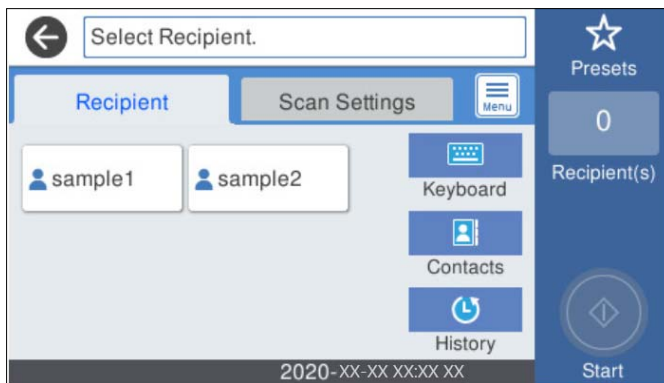 Select Recipient.
Presets
Recipient
Scan Settings
Menu
0
Recipient(s)
sample1
sample2
Keyboard
Contacts
History
2020-XX-XX XX:XX XX
Start